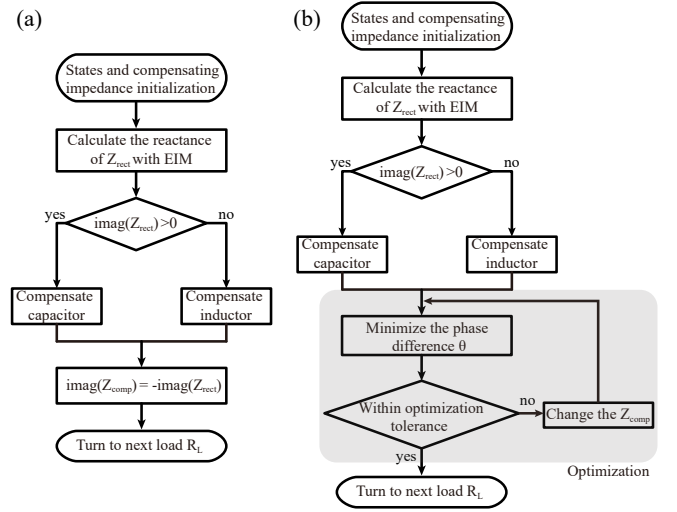 (a)
States and compensating
impedance initialization
Calculate the reactance
of Zrect with EIM
imag(Zrect)>0
yes
no
Compensate
capacitor
Compensate
inductor
imag(Zcomp) = -imag(Zrect)
Turn to next load RL
(b)
States and compensating
impedance initialization
Calculate the reactance
of Zrect with EIM
imag(Zrect)>0
yes
no
Compensate
capacitor
Compensate
inductor
Minimize the phase
difference θ
Within optimization
tolerance
no
Change the Zcomp
yes
Optimization
Turn to next load RL